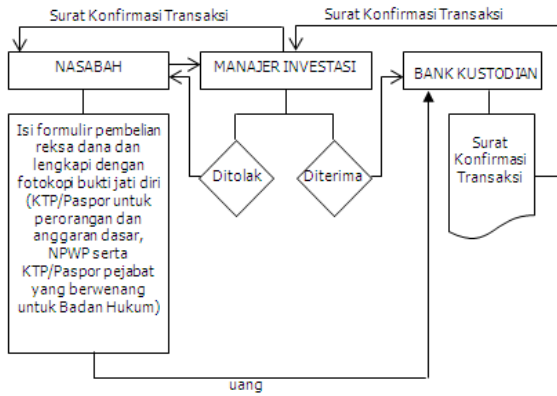 Surat Konfirmasi Transaksi
Surat Konfirmasi Transaksi
NASABAH
MANAJER INVESTASI
BANK KUSTODIAN
Isi formulir pembelian
reksa dana dan
lengkapi dengan
fotokopi bukti jati diri
(KTP/Paspor untuk
perorangan dan
anggaran dasar,
NPWP serta
KTP/Paspor pejabat
yang berwenang
untuk Badan Hukum)
Ditolak
Diterima
Surat
Konfirmasi
Transaksi
uang